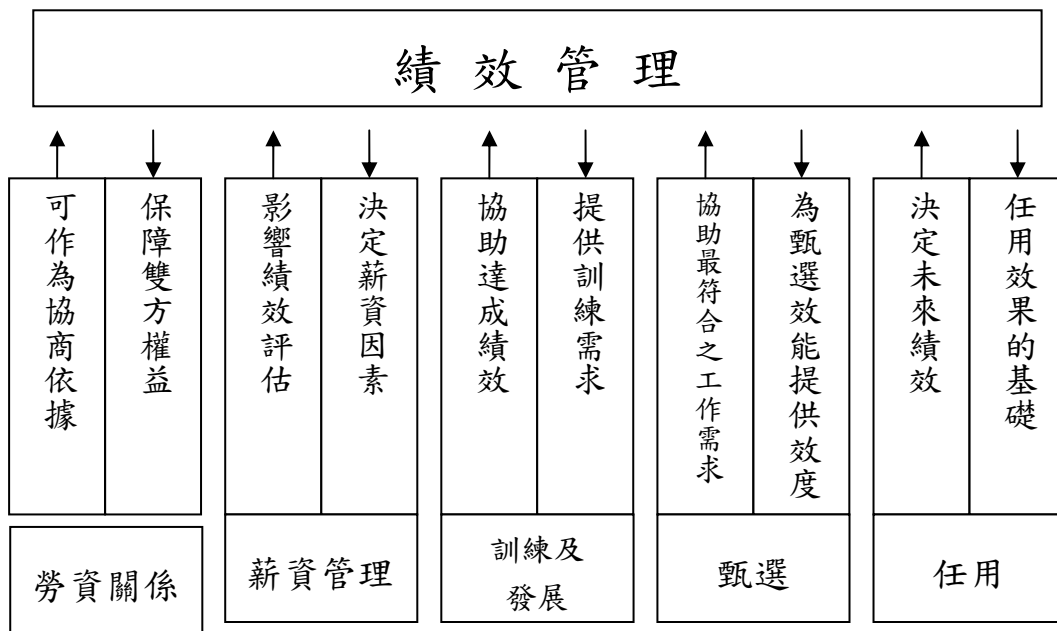 績效管理
可作為協商依據
保障雙方權益
影響績效評估
決定薪資因素
協助達成績效
提供訓練需求
協助最符合之工作需求
為甄選效能提供效度
決定未來績效
任用效果的基礎
勞資關係
薪資管理
訓練及
發展
甄選
任用